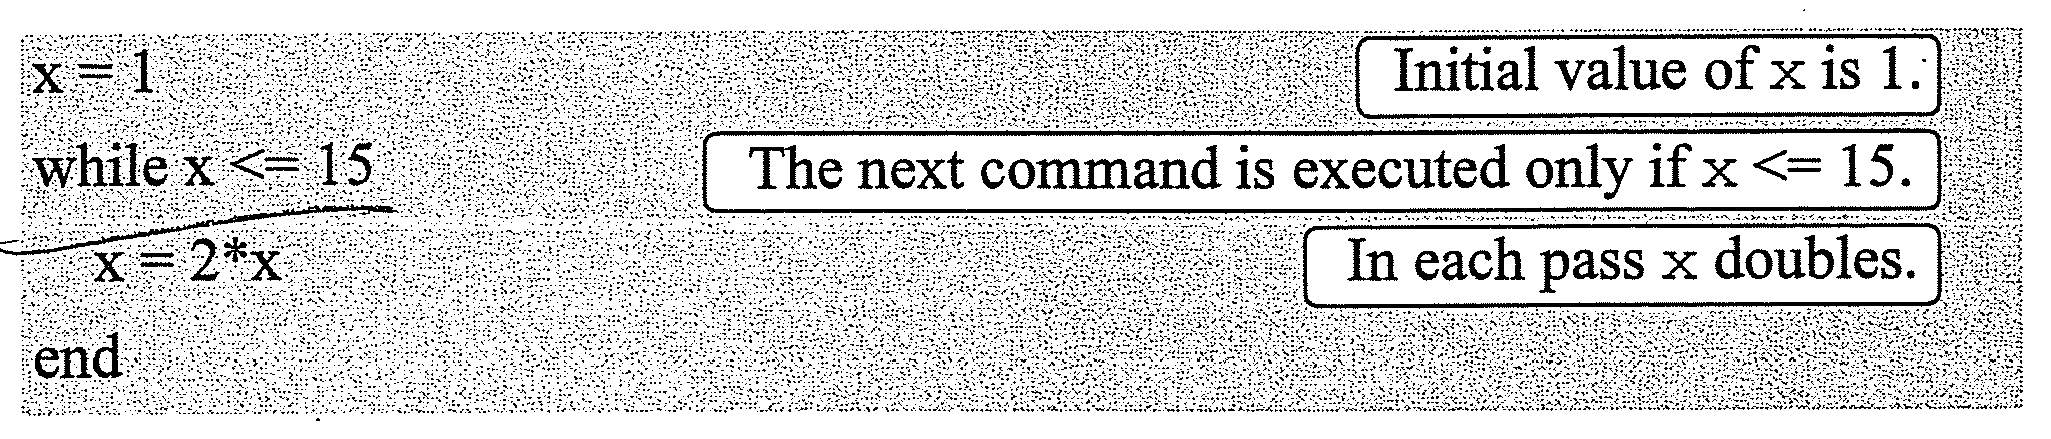 x = 1
Initial value of x is 1.
while x <= 15
The next command is executed only if x <= 15.
x = 2*x
In each pass x doubles.
end